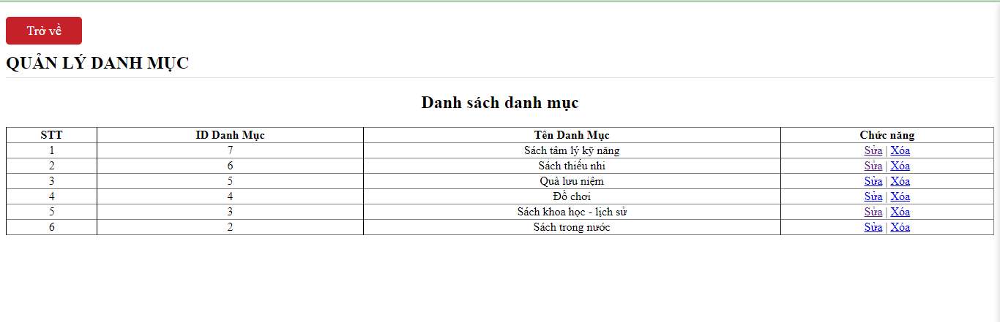 Trở về
QUẢN LÝ DANH MỤC
Danh sách danh mục
STT ID Danh Mục Tên Danh Mục Chức năng
1 7 Sách tâm lý kỹ năng Sửa | Xóa
2 6 Sách thiếu nhi Sửa | Xóa
3 5 Quà lưu niệm Sửa | Xóa
4 4 Đồ chơi Sửa | Xóa
5 3 Sách khoa học - lịch sử Sửa | Xóa
6 2 Sách trong nước Sửa | Xóa